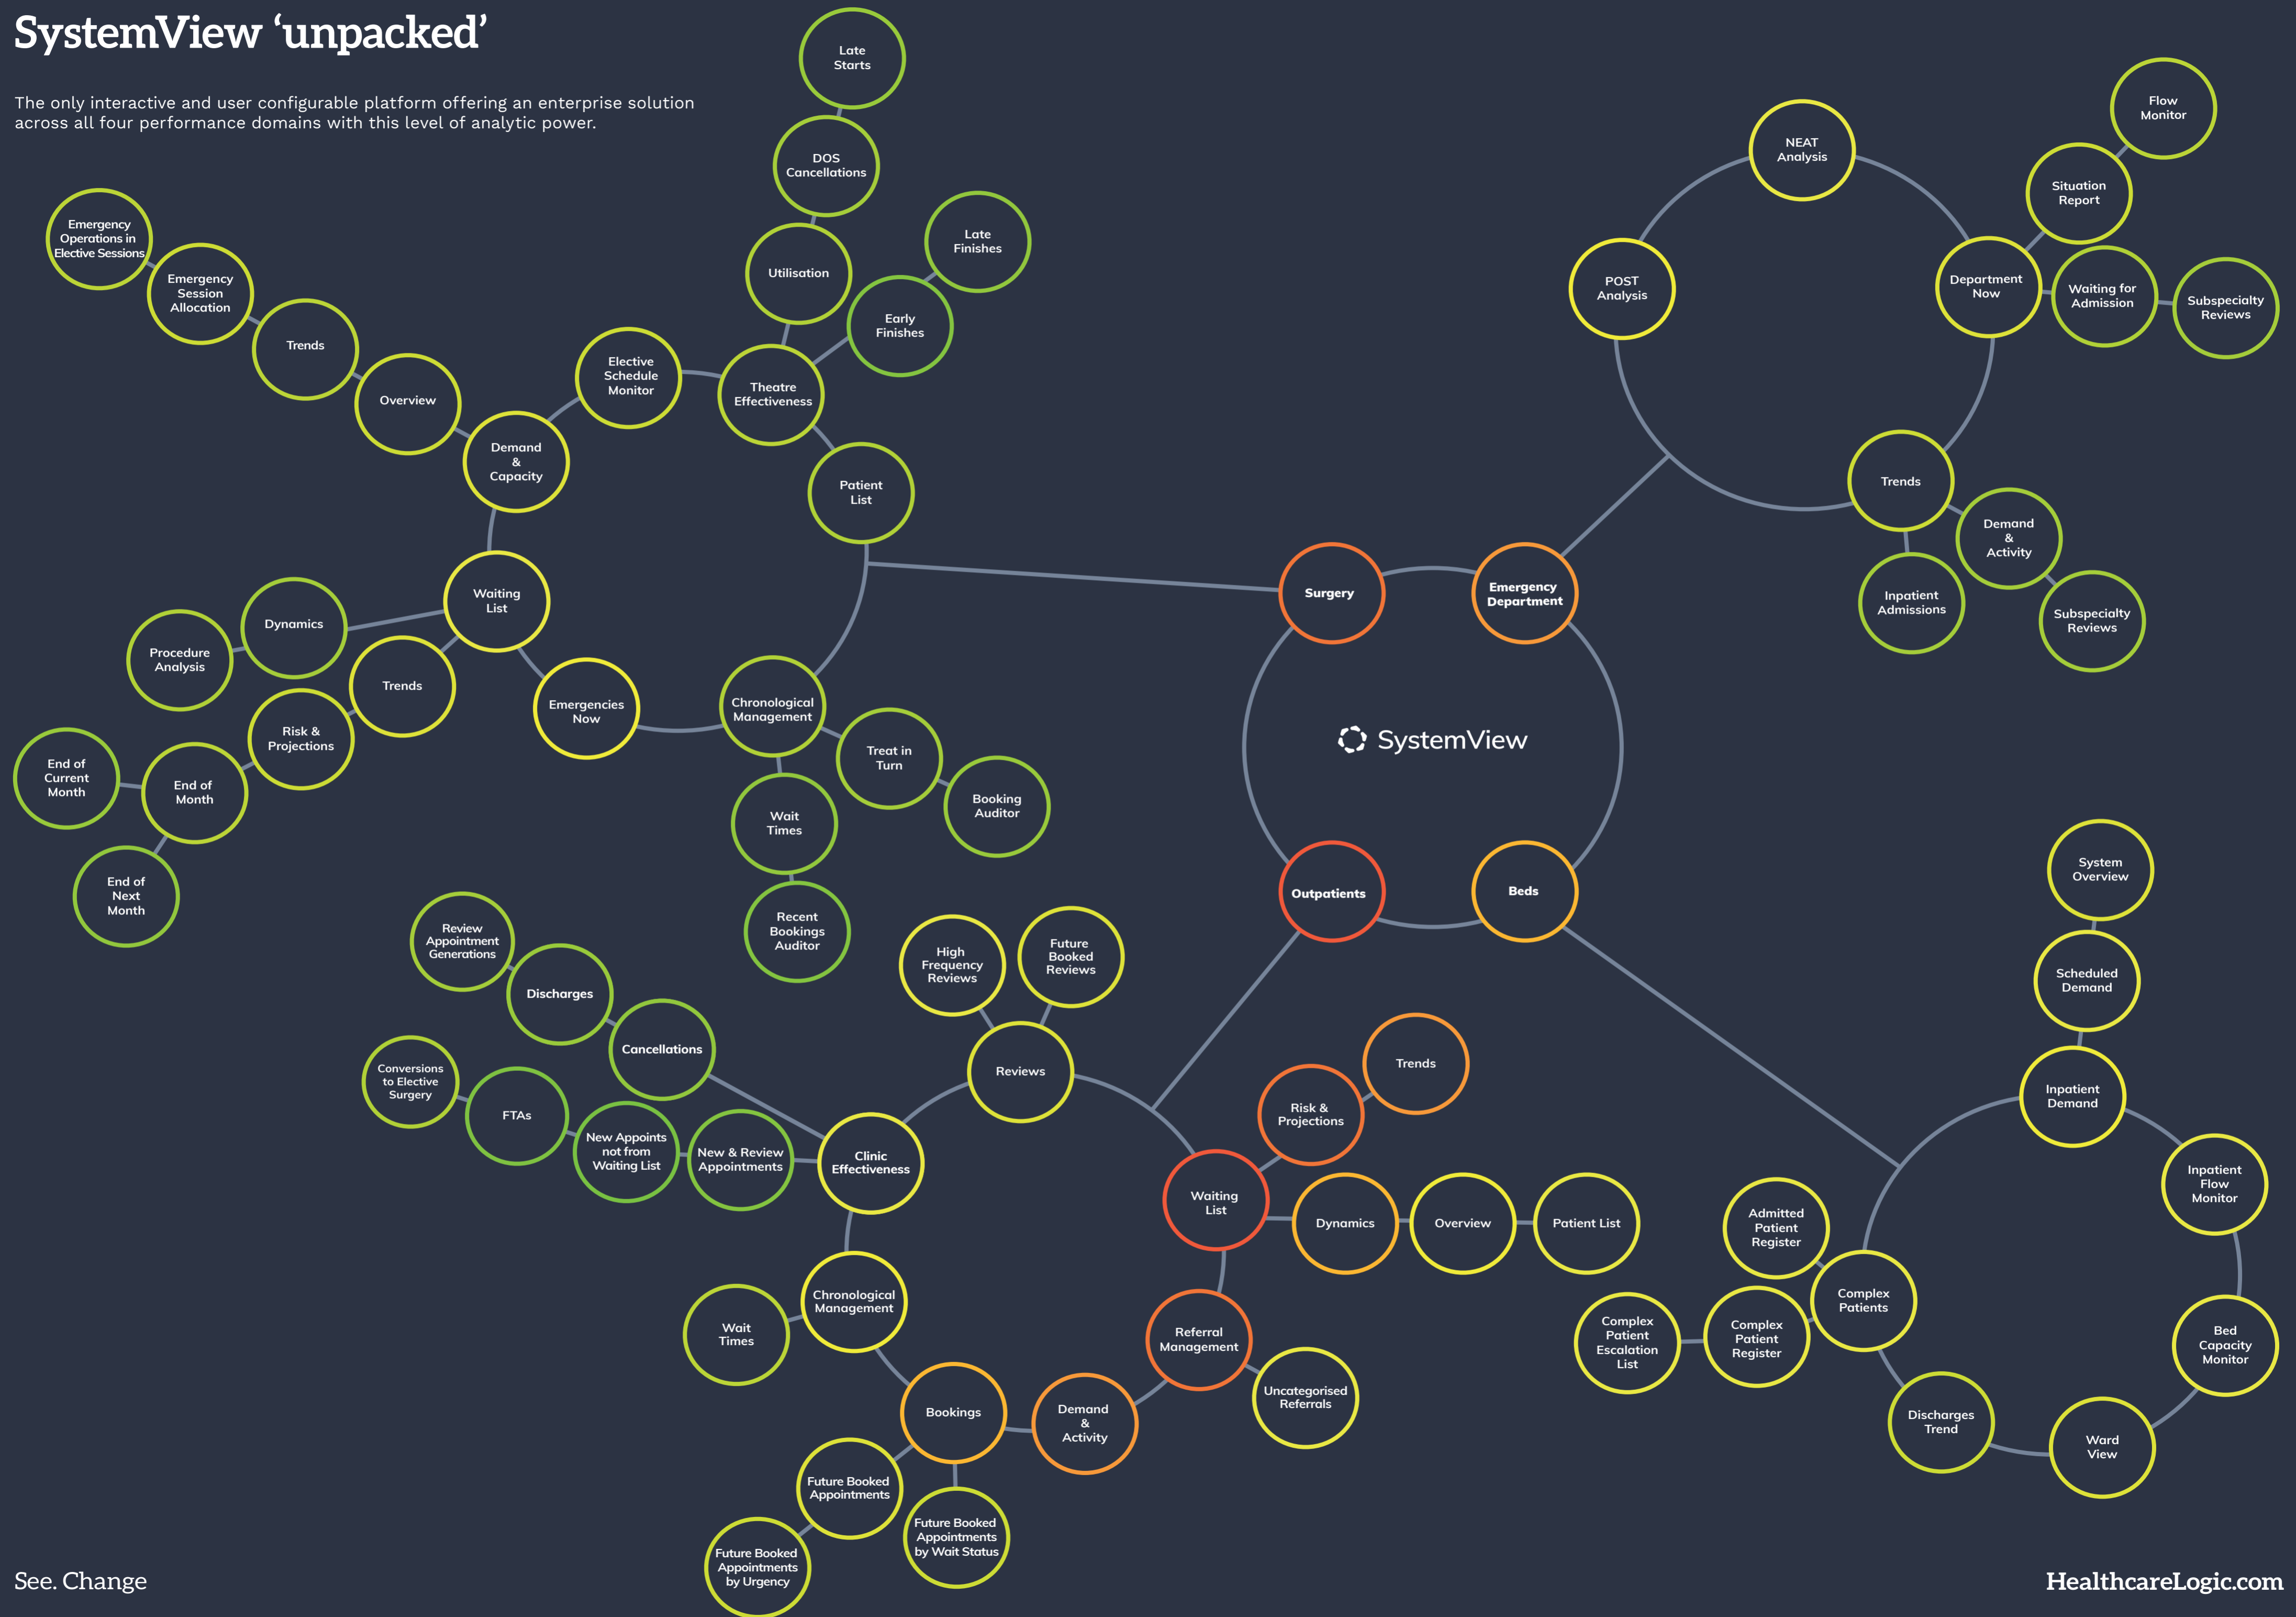 SystemView ‘unpacked’
The only interactive and user configurable platform offering an enterprise solution
across all four performance domains with this level of analytic power.
Late
Starts
DOS
Cancellations
Utilisation
Late
Finishes
Early
Finishes
Theatre
Effectiveness
Elective
Schedule
Monitor
Patient
List
Emergency
Operations in
Elective Sessions
Emergency
Session
Allocation
Trends
Overview
Demand
&
Capacity
Waiting
List
Dynamics
Procedure
Analysis
Trends
Risk &
Projections
End of
Month
End of
Current
Month
End of
Next
Month
Emergencies
Now
Chronological
Management
Treat in
Turn
Booking
Auditor
Wait
Times
Recent
Bookings
Auditor
NEAT
Analysis
POST
Analysis
Department
Now
Situation
Report
Flow
Monitor
Waiting for
Admission
Subspecialty
Reviews
Trends
Demand
&
Activity
Subspecialty
Reviews
Inpatient
Admissions
Surgery
Emergency
Department
SystemView
Outpatients
Beds
Review
Appointment
Generations
Discharges
Cancellations
Conversions
to Elective
Surgery
FTAs
New Appoints
not from
Waiting List
New & Review
Appointments
Clinic
Effectiveness
High
Frequency
Reviews
Future
Booked
Reviews
Reviews
Waiting
List
Risk &
Projections
Trends
Dynamics
Overview
Patient List
Referral
Management
Uncategorised
Referrals
Demand
&
Activity
Bookings
Chronological
Management
Wait
Times
Future Booked
Appointments
Future Booked
Appointments
by Urgency
Future Booked
Appointments
by Wait Status
System
Overview
Scheduled
Demand
Inpatient
Demand
Inpatient
Flow
Monitor
Bed
Capacity
Monitor
Ward
View
Discharges
Trend
Complex
Patients
Admitted
Patient
Register
Complex
Patient
Register
Complex
Patient
Escalation
List
See. Change
HealthcareLogic.com